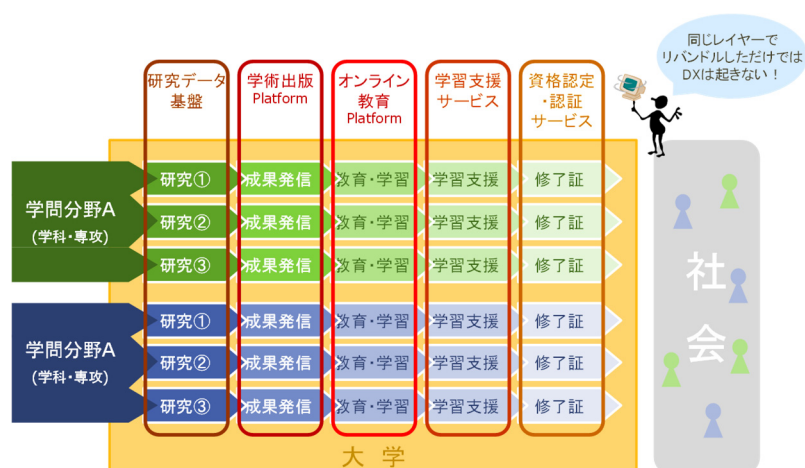 同じレイヤーで
リバンドルしただけでは
DXは起きない！
研究データ
基盤
学術出版
Platform
オンライン
教育
Platform
学習支援
サービス
資格認定
・認証
サービス
学問分野A
(学科・専攻)
研究① 成果発信 教育・学習 学習支援 修了証
研究② 成果発信 教育・学習 学習支援 修了証
研究③ 成果発信 教育・学習 学習支援 修了証
学問分野A
(学科・専攻)
研究① 成果発信 教育・学習 学習支援 修了証
研究② 成果発信 教育・学習 学習支援 修了証
研究③ 成果発信 教育・学習 学習支援 修了証
大 学
社
会